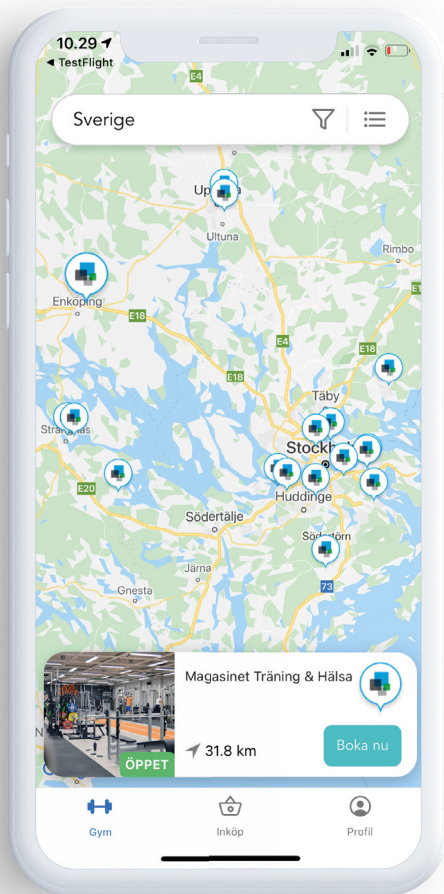 10.29
◀ TestFlight
E4
Sverige
Ultuna
Rimbo
Enköping
E18
E4
E18
E18
Täby
E20
Huddinge
Södertälje
Järna
73
Gnesta
Magasinet Träning & Hälsa
31.8 km
Boka nu
ÖPPET
Gym
Inköp
Profil